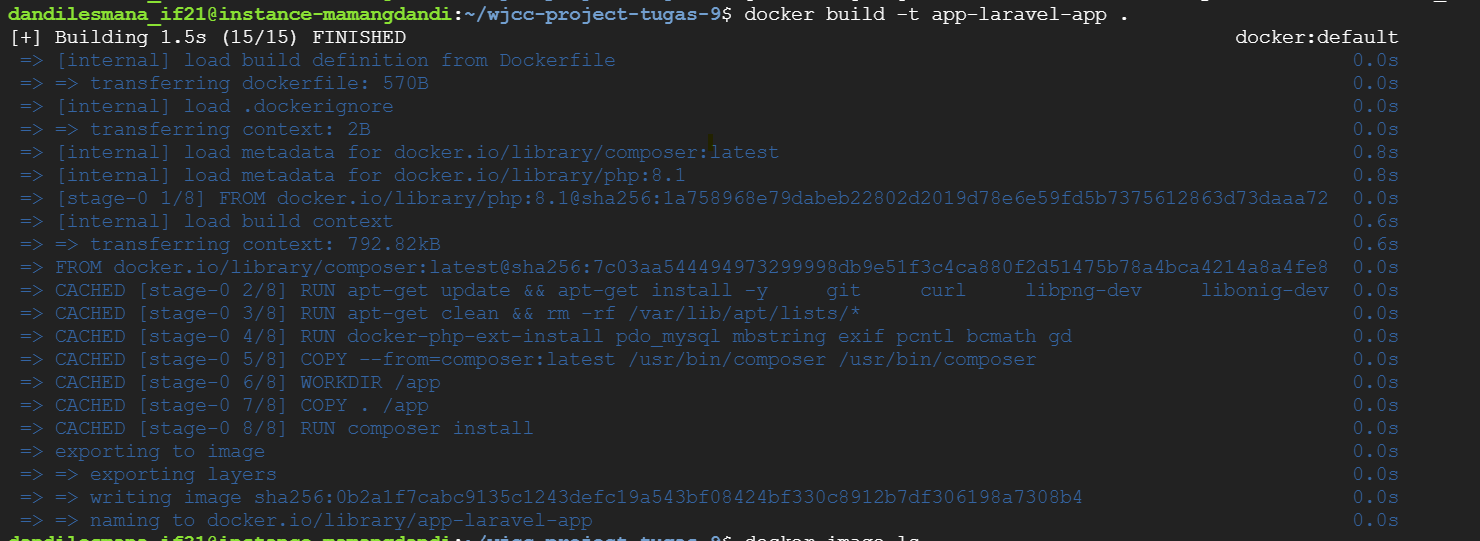 dandilesmana_if21@instance-mamangdandi:~/wjcc-project-tugas-9$ docker build -t app-laravel-app .
[+] Building 1.5s (15/15) FINISHED docker:default
=> [internal] load build definition from Dockerfile 0.0s
=> => transferring dockerfile: 570B 0.0s
=> [internal] load .dockerignore 0.0s
=> => transferring context: 2B 0.0s
=> [internal] load metadata for docker.io/library/composer:latest 0.8s
=> [internal] load metadata for docker.io/library/php:8.1 0.8s
=> [stage-0 1/8] FROM docker.io/library/php:8.1@sha256:1a758968e79dabeb22802d2019d78e6e59fd5b7375612863d73daaa72 0.0s
=> [internal] load build context 0.6s
=> => transferring context: 792.82kB 0.6s
=> FROM docker.io/library/composer:latest@sha256:7c03aa544494973299998db9e51f3c4ca880f2d51475b78a4bca4214a8a4fe8 0.0s
=> CACHED [stage-0 2/8] RUN apt-get update && apt-get install -y git curl libpng-dev libonig-dev 0.0s
=> CACHED [stage-0 3/8] RUN apt-get clean && rm -rf /var/lib/apt/lists/* 0.0s
=> CACHED [stage-0 4/8] RUN docker-php-ext-install pdo_mysql mbstring exif pcntl bcmath gd 0.0s
=> CACHED [stage-0 5/8] COPY --from=composer:latest /usr/bin/composer /usr/bin/composer 0.0s
=> CACHED [stage-0 6/8] WORKDIR /app 0.0s
=> CACHED [stage-0 7/8] COPY . /app 0.0s
=> CACHED [stage-0 8/8] RUN composer install 0.0s
=> exporting to image 0.0s
=> => exporting layers 0.0s
=> => writing image sha256:0b2a1f7cabc9135c1243defc19a543bf08424bf330c8912b7df306198a7308b4 0.0s
=> => naming to docker.io/library/app-laravel-app 0.0s
dandilesmana_if21@instance-mamangdandi:~/wjcc-project-tugas-9$ docker image ls